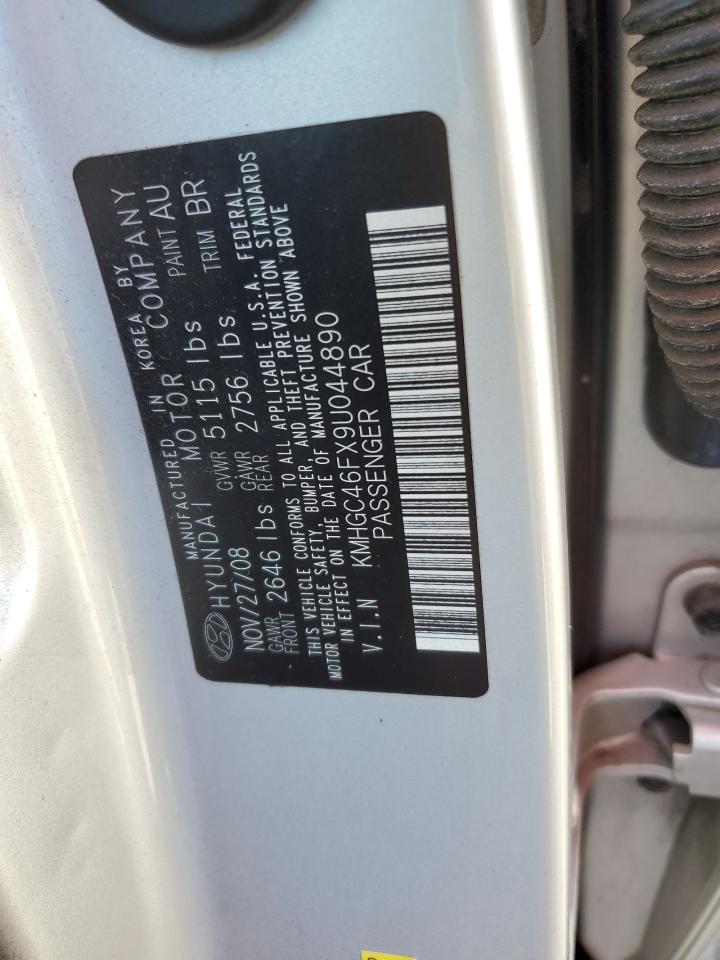 MANUFACTURED IN KOREA BY
HYUNDAI MOTOR COMPANY
NOV/27/08 GVWR 5115 lbs PAINT AU
GAWR FRONT 2646 lbs GAWR REAR 2756 lbs TRIM BR
THIS VEHICLE CONFORMS TO ALL APPLICABLE U.S.A. FEDERAL
MOTOR VEHICLE SAFETY, BUMPER, AND THEFT PREVENTION STANDARDS
IN EFFECT ON THE DATE OF MANUFACTURE SHOWN ABOVE
V.I.N KMHGC46FX9U044890
PASSENGER CAR